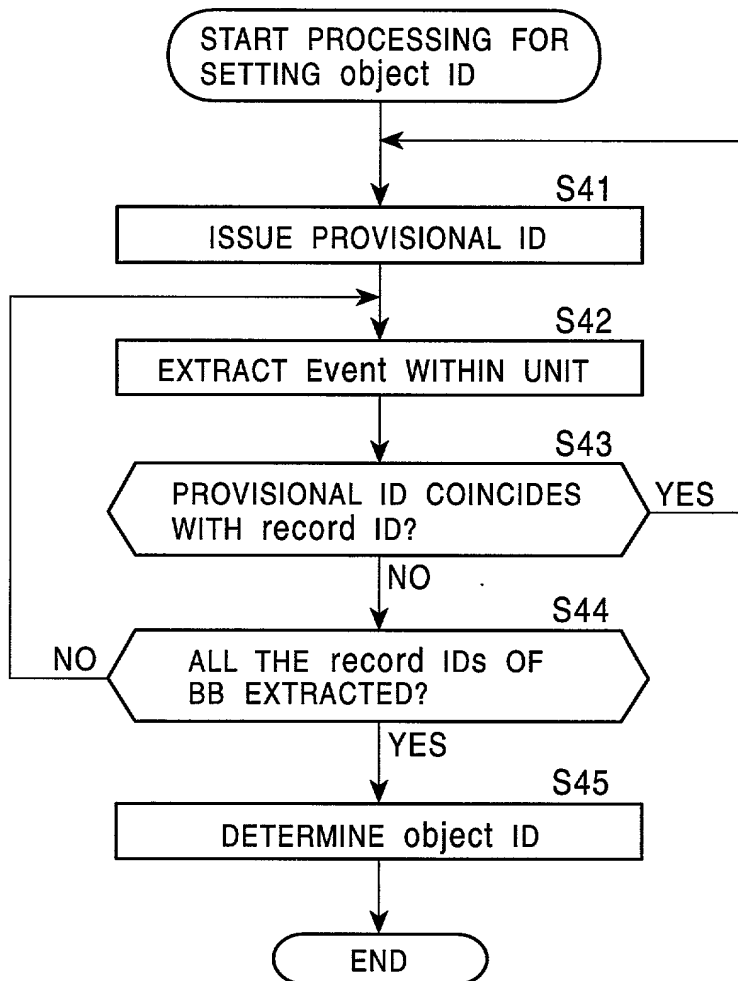 START PROCESSING FOR
SETTING object ID
S41
ISSUE PROVISIONAL ID
S42
EXTRACT Event WITHIN UNIT
S43
PROVISIONAL ID COINCIDES
WITH record ID?
YES
NO
S44
NO
ALL THE record IDs OF
BB EXTRACTED?
YES
S45
DETERMINE object ID
END